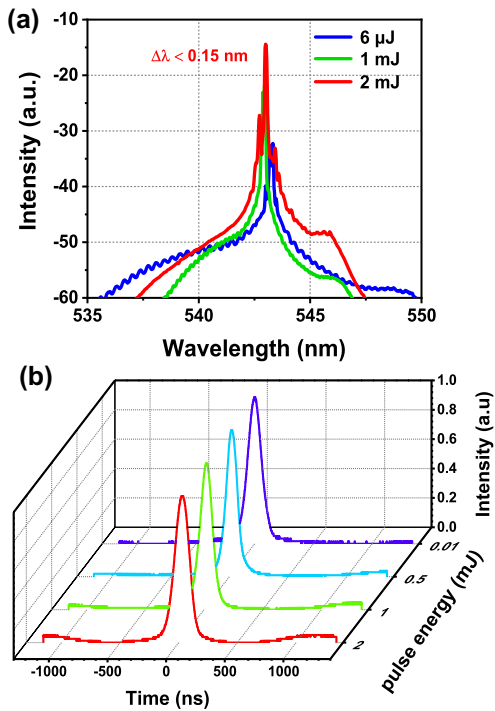 (a)
-10
-20
-30
-40
-50
-60
Intensity (a.u.)
Δλ < 0.15 nm
6 µJ
1 mJ
2 mJ
535
540
545
550
Wavelength (nm)
(b)
1.0
0.8
0.6
0.4
0.2
0.0
Intensity (a.u)
0.01
0.5
1
2
pulse energy (mJ)
-1000
-500
0
500
1000
Time (ns)